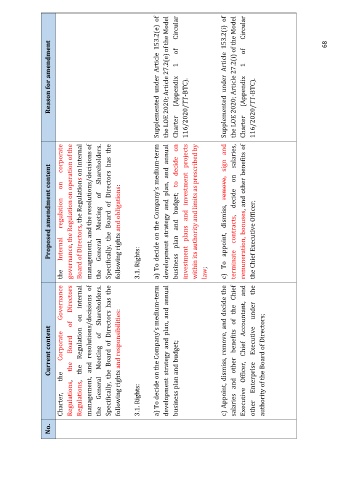 No. Current content Proposed amendment content Reason for amendment
Charter, the Corporate Governance
Regulations, the Board of Directors
Regulations, the Regulation on internal
management, and resolutions/decisions of
the General Meeting of Shareholders.
Specifically, the Board of Directors has the
following rights and responsibilities:
3.1. Rights:
a) To decide on the Company's medium-term
development strategy and plan, and annual
business plan and budget;
c) Appoint, dismiss, remove, and decide the
salaries and other benefits of the Chief
Executive Officer, Chief Accountant, and
other Enterprise Executive under the
authority of the Board of Directors;
the Internal regulation on corporate
governance, the Regulation on operation of the
Board of Directors, the Regulation on internal
management, and the resolutions/decisions of
the General Meeting of Shareholders.
Specifically, the Board of Directors has the
following rights and obligations:
3.1. Rights:
a) To decide on the Company's medium-term
development strategy and plan, and annual
business plan and budget; to decide on
investment plans and investment projects
within its authority and limits as prescribed by
law;
c) To appoint, dismiss, remove, sign and
terminate contracts, decide on salaries,
remuneration, bonuses, and other benefits of
the Chief Executive Officer;
Supplemented under Article 153.2(e) of
the LOE 2020; Article 27.2(e) of the Model
Charter (Appendix 1 of Circular
116/2020/TT-BTC).
Supplemented under Article 153.2(i) of
the LOE 2020; Article 27.2(i) of the Model
Charter (Appendix 1 of Circular
116/2020/TT-BTC).
68